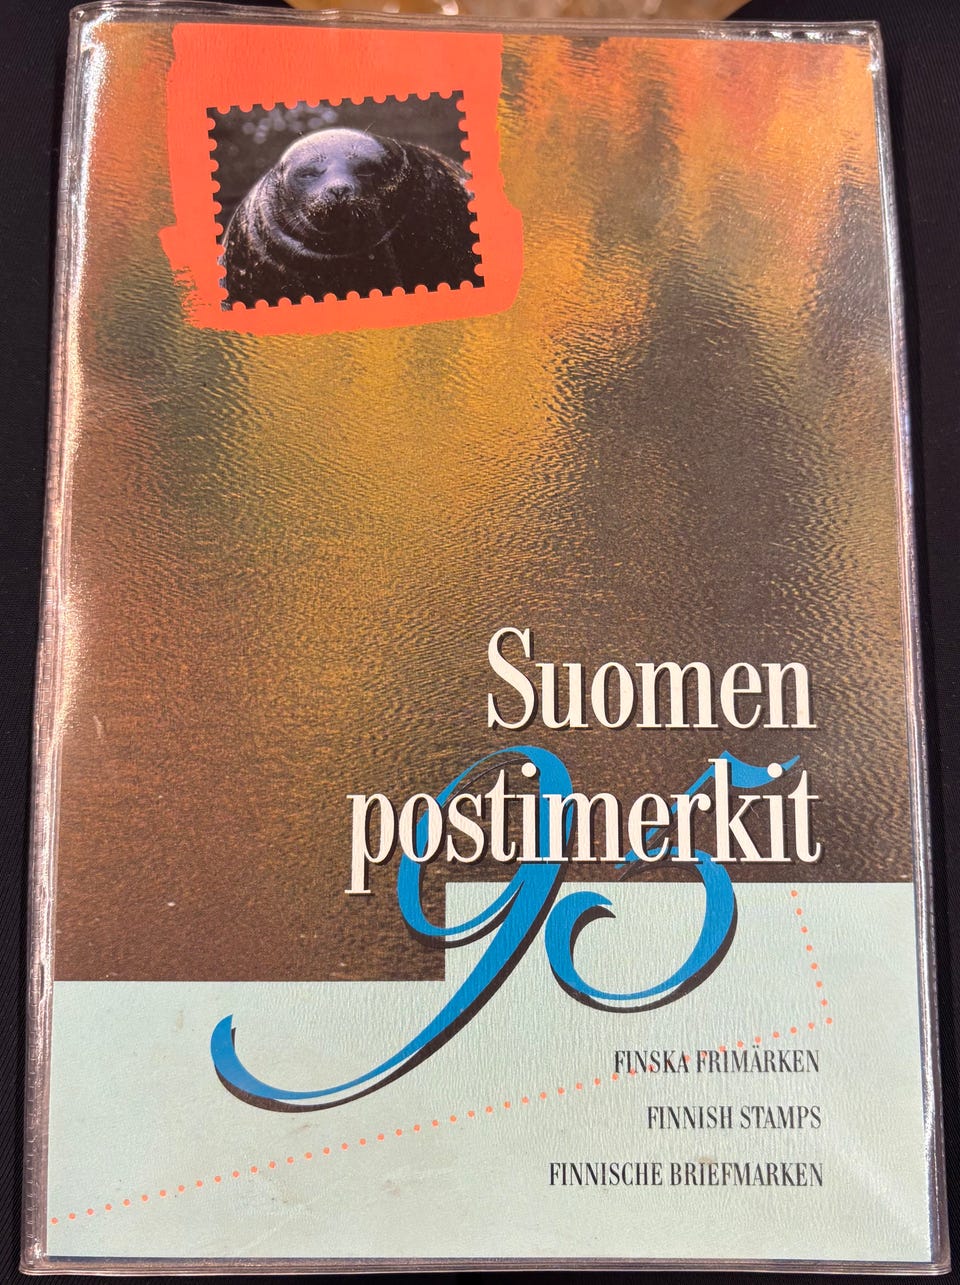 Suomen
postimerkit
95
FINSKA FRIMÄRKEN
FINNISH STAMPS
FINNISCHE BRIEFMARKEN